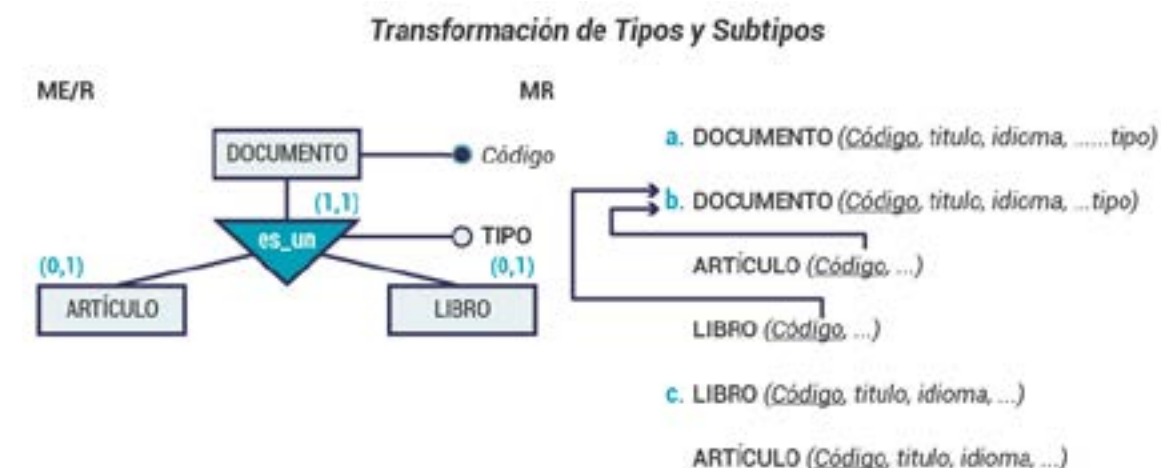 Transformación de Tipos y Subtipos
ME/R
MR
DOCUMENTO
Código
(1,1)
es_un
TIPO
(0,1)
(0,1)
ARTÍCULO
LIBRO
a. DOCUMENTO (Código, titulo, idioma, ......tipo)
b. DOCUMENTO (Código, titulo, idioma, ...tipo)
ARTÍCULO (Código, ...)
LIBRO (Código, ...)
c. LIBRO (Código, titulo, idioma, ...)
ARTÍCULO (Código, titulo, idioma, ...)